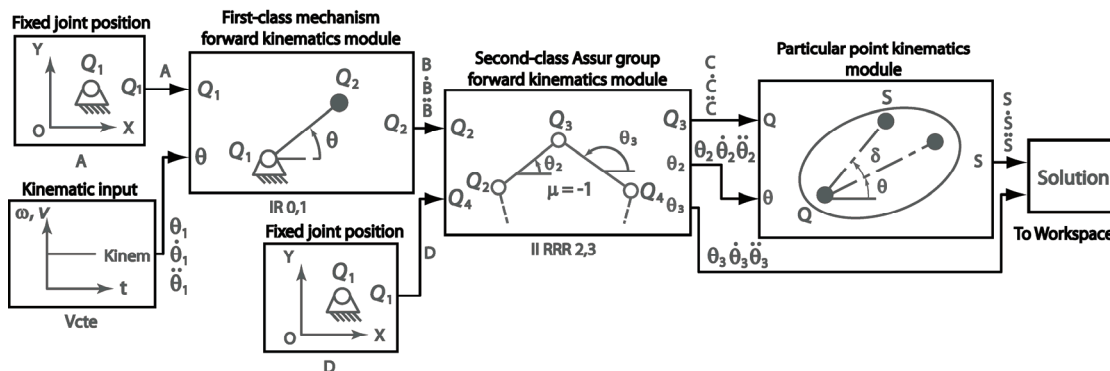 Fixed joint position
Y
Q1
Q1
O
X
A
A
Kinematic input
ω, V
Kinem
t
Vcte
θ1
θ̇1
θ̈1
First-class mechanism
forward kinematics module
Q1
Q2
Q1
θ
Q2
θ
IR 0,1
B
Ḃ
B̈
Fixed joint position
Y
Q1
Q1
O
X
D
D
Second-class Assur group
forward kinematics module
Q2
Q3
θ3
Q3
θ2
θ2
Q2
μ = -1
Q4
Q4
θ3
II RRR 2,3
C
Ċ
C̈
θ2 θ̇2 θ̈2
θ3 θ̇3 θ̈3
Particular point kinematics
module
Q
S
δ
θ
S
θ
Q
S
Ṡ
S̈
Solution
To Workspace